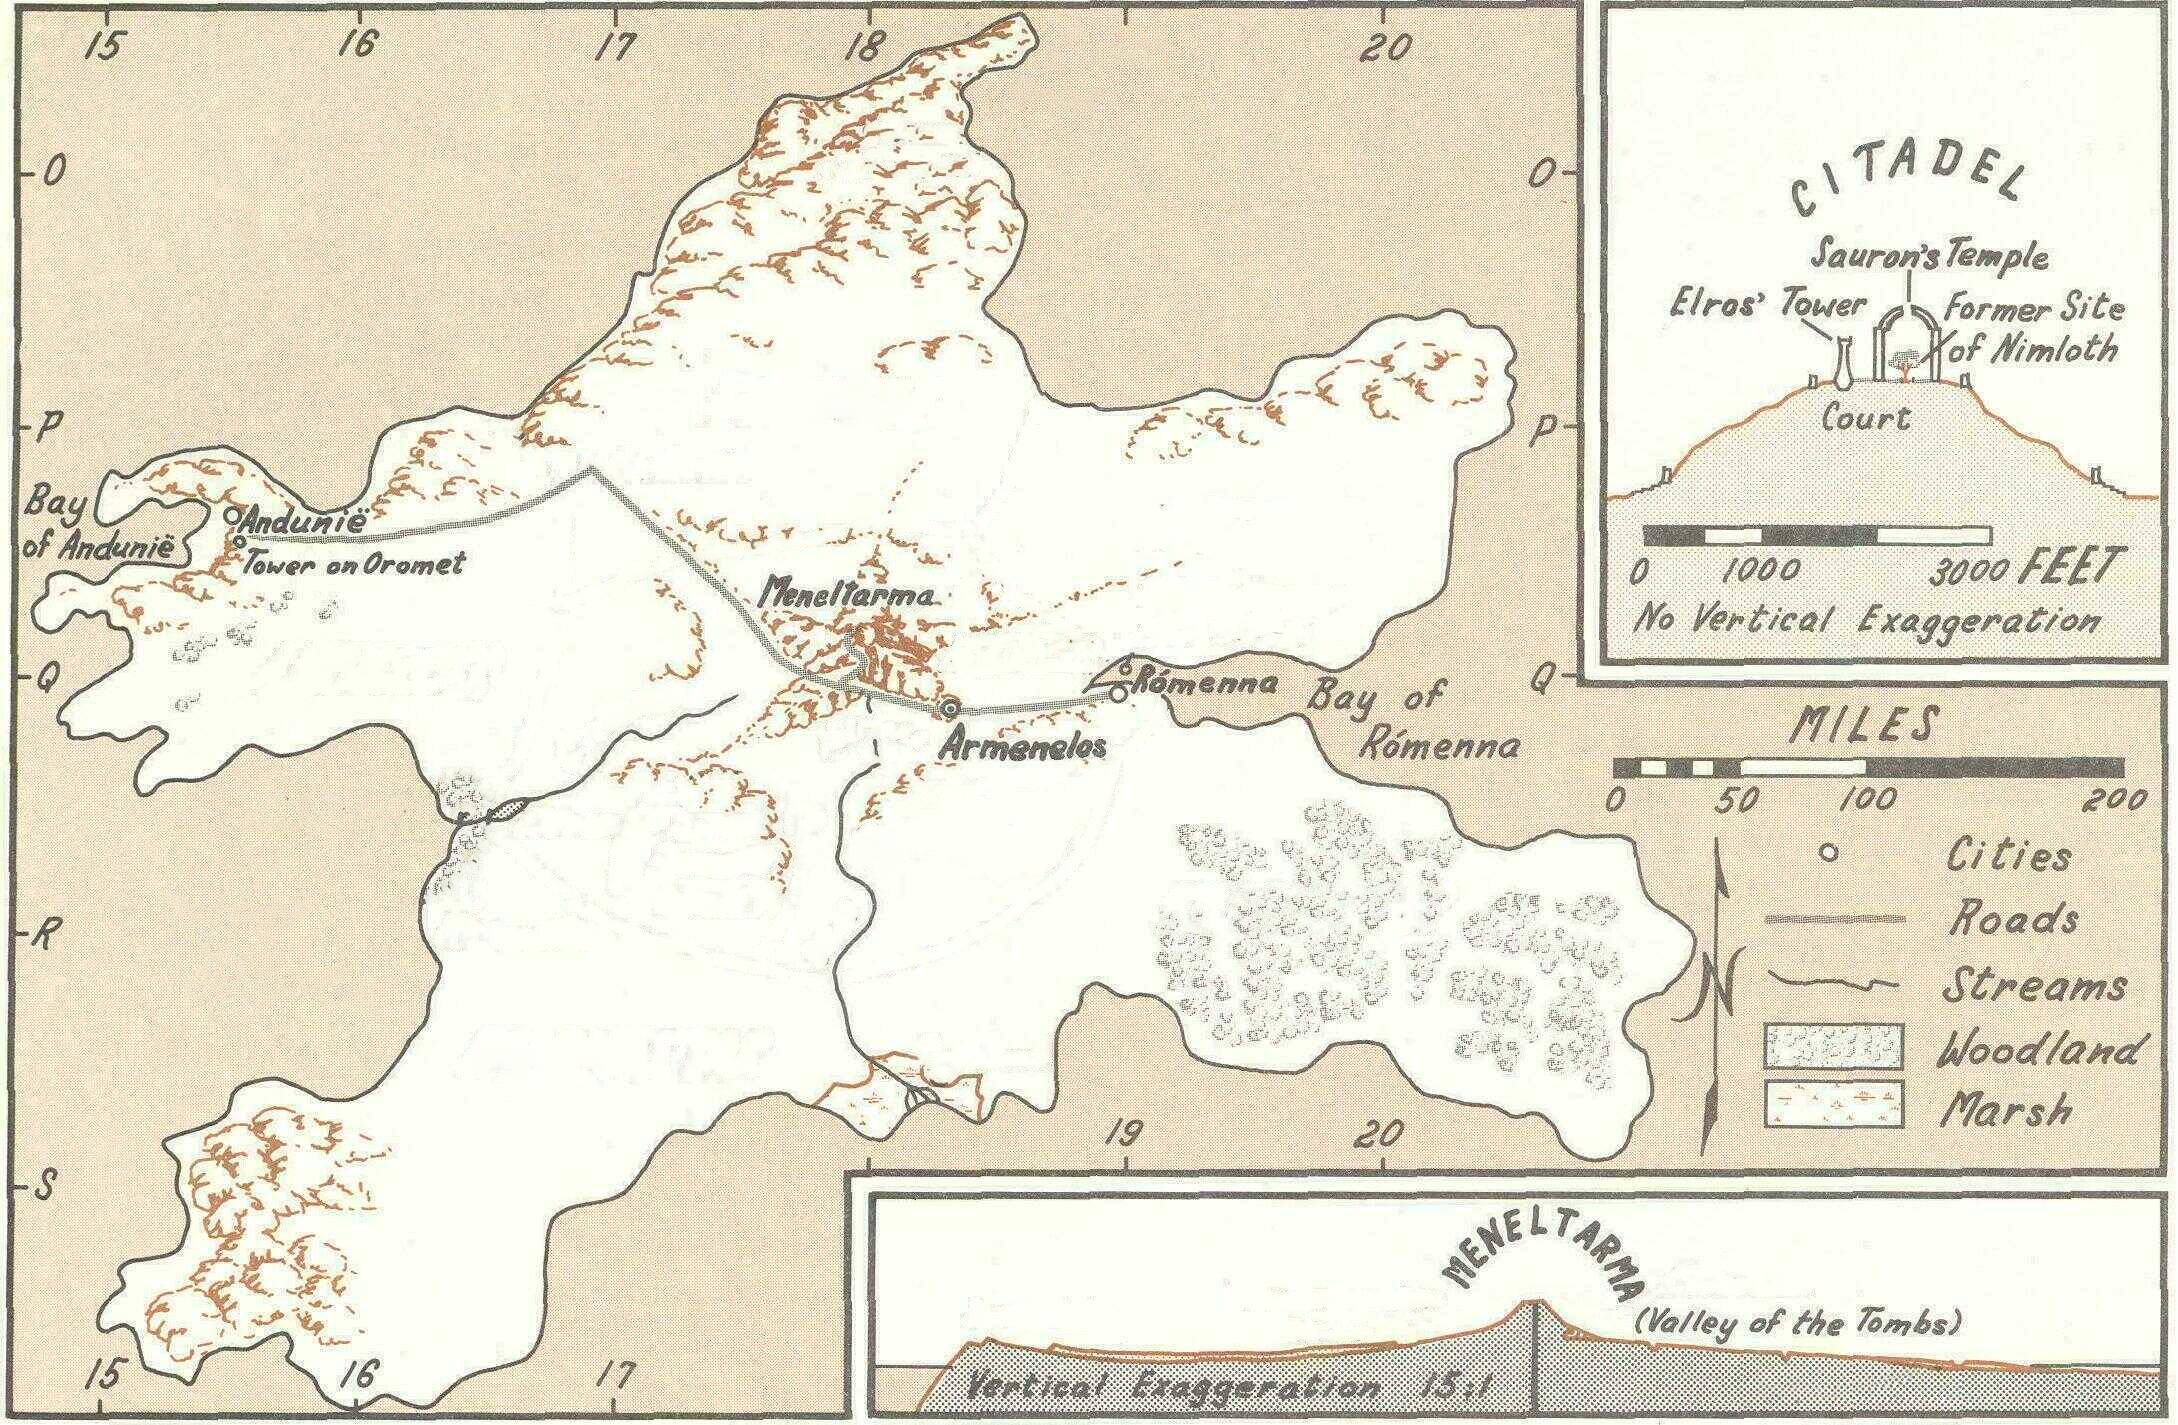 15 16 17 18 20
O O
P P
Q Q
R
S
Bay
of Andunië
Andunië
Tower on Oromet
Meneltarma
Rómenna
Armenelos
Bay of
Rómenna
19 20
15 16 17
CITADEL
Sauron's Temple
Elros' Tower
Former Site
of Nimloth
Court
0 1000 3000 FEET
No Vertical Exaggeration
MILES
0 50 100 200
Cities
Roads
N
Streams
Woodland
Marsh
MENELTARMA
(Valley of the Tombs)
Vertical Exaggeration 15:1